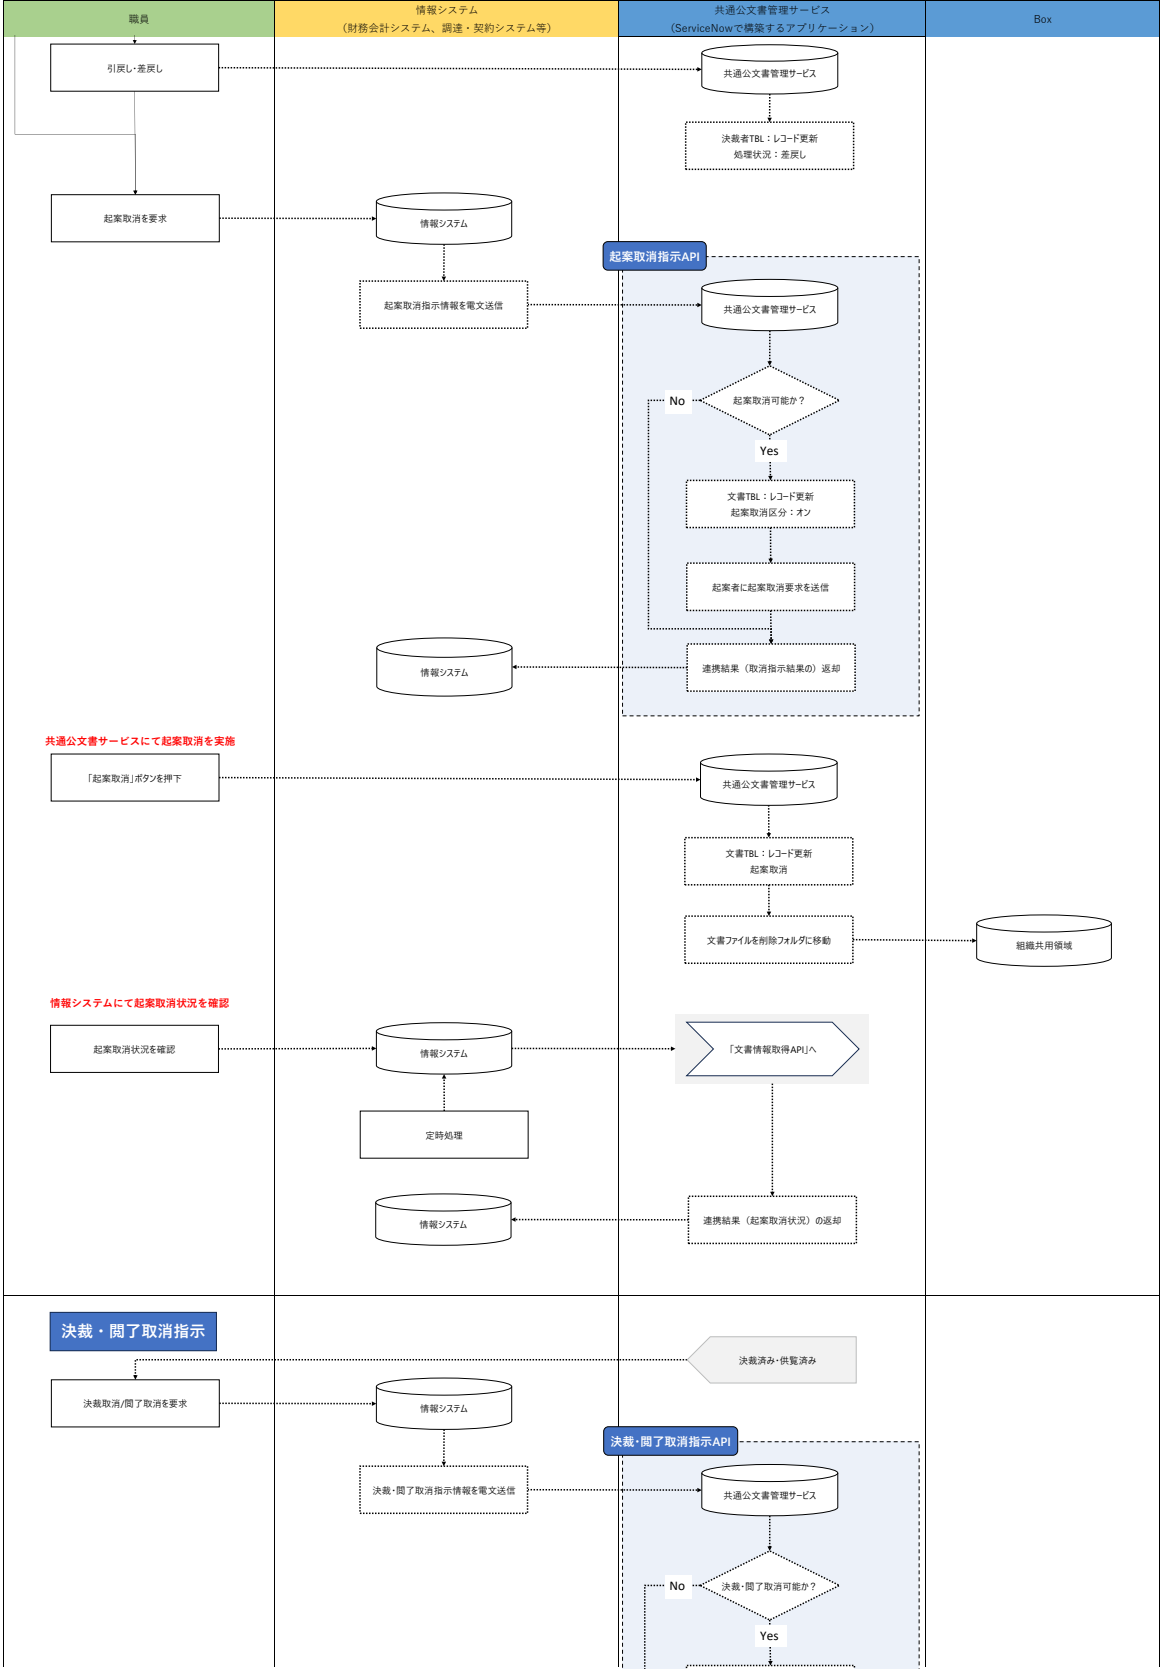 職員
情報システム
（財務会計システム、調達・契約システム等）
共通公文書管理サービス
（ServiceNowで構築するアプリケーション）
Box
引戻し・差戻し
共通公文書管理サービス
決裁者TBL：レコード更新
処理状況：差戻し
起案取消を要求
情報システム
起案取消指示API
起案取消指示情報を電文送信
共通公文書管理サービス
起案取消可能か？
No
Yes
文書TBL：レコード更新
起案取消区分：オン
起案者に起案取消要求を送信
情報システム
連携結果（取消指示結果の）返却
共通公文書サービスにて起案取消を実施
「起案取消」ボタンを押下
共通公文書管理サービス
文書TBL：レコード更新
起案取消
文書ファイルを削除フォルダに移動
組織共用領域
情報システムにて起案取消状況を確認
起案取消状況を確認
情報システム
「文書情報取得API」へ
定時処理
情報システム
連携結果（起案取消状況）の返却
決裁・閲了取消指示
決裁済み・供覧済み
決裁取消/閲了取消を要求
情報システム
決裁・閲了取消指示API
決裁・閲了取消指示情報を電文送信
共通公文書管理サービス
決裁・閲了取消可能か？
No
Yes